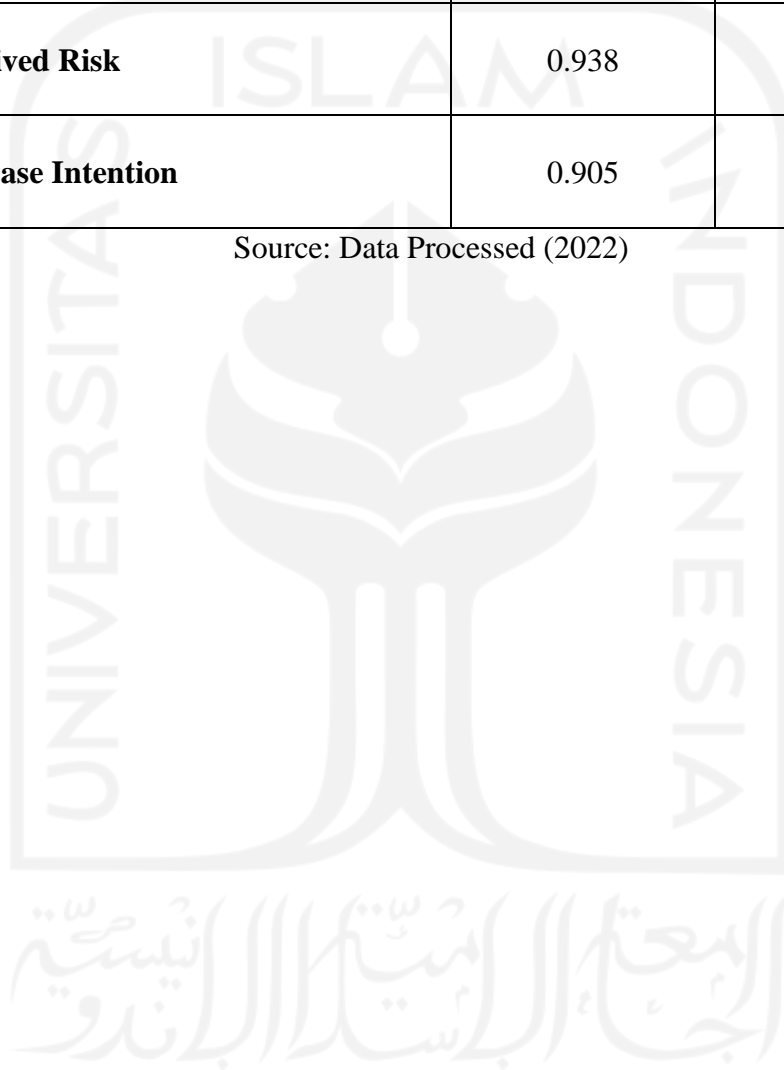 ived Risk 0.938
ase Intention 0.905
Source: Data Processed (2022)
ISLAM
UNIVERSITAS
INDONESIA